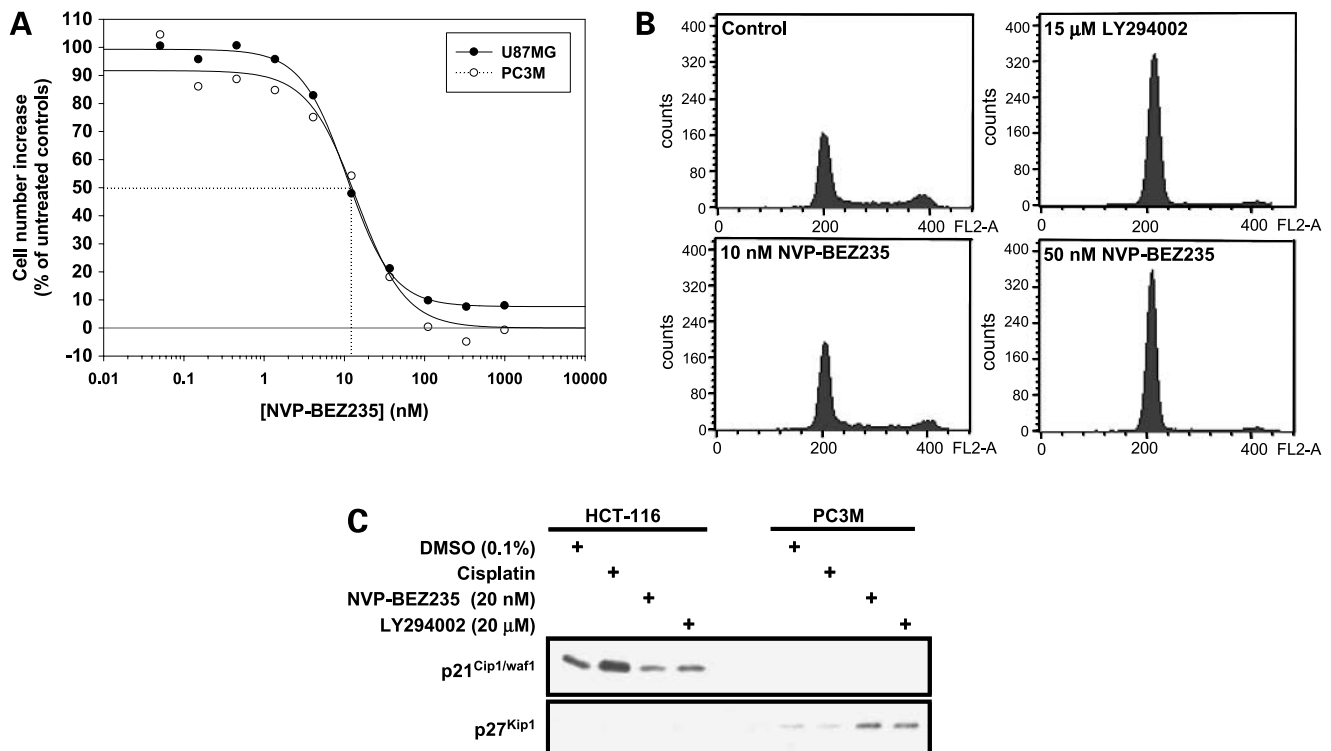 A
110
100
90
80
70
60
50
40
30
20
10
0
-10
Cell number increase
(% of untreated controls)
U87MG
PC3M
0.01 0.1 1 10 100 1000 10000
[NVP-BEZ235] (nM)
B
Control
400
320
240
160
80
0
counts
0 200 400 FL2-A
15 μM LY294002
400
320
240
160
80
0
counts
0 200 400 FL2-A
10 nM NVP-BEZ235
400
320
240
160
80
0
counts
0 200 400 FL2-A
50 nM NVP-BEZ235
400
320
240
160
80
0
counts
0 200 400 FL2-A
C
HCT-116 PC3M
DMSO (0.1%) + +
Cisplatin + +
NVP-BEZ235 (20 nM) + +
LY294002 (20 μM) + +
p21Cip1/waf1
p27Kip1